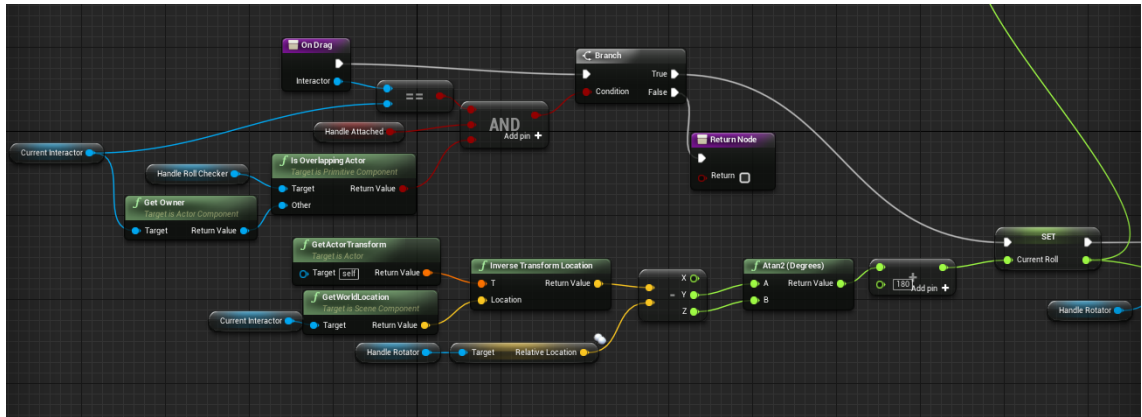 On Drag
Interactor
Branch
True
Condition
False
==
AND
Add pin +
Handle Attached
Return Node
Return
Current Interactor
Is Overlapping Actor
Target is Primitive Component
Target
Return Value
Other
Handle Roll Checker
Get Owner
Target is Actor Component
Target
Return Value
GetActorTransform
Target is Actor
Target self
Return Value
Inverse Transform Location
T
Return Value
Location
GetWorldLocation
Target is Scene Component
Target
Return Value
Current Interactor
Handle Rotator
Target
Relative Location
-
X
Y
Z
Atan2 (Degrees)
A
Return Value
B
+
180
Add pin +
SET
Current Roll
Handle Rotator